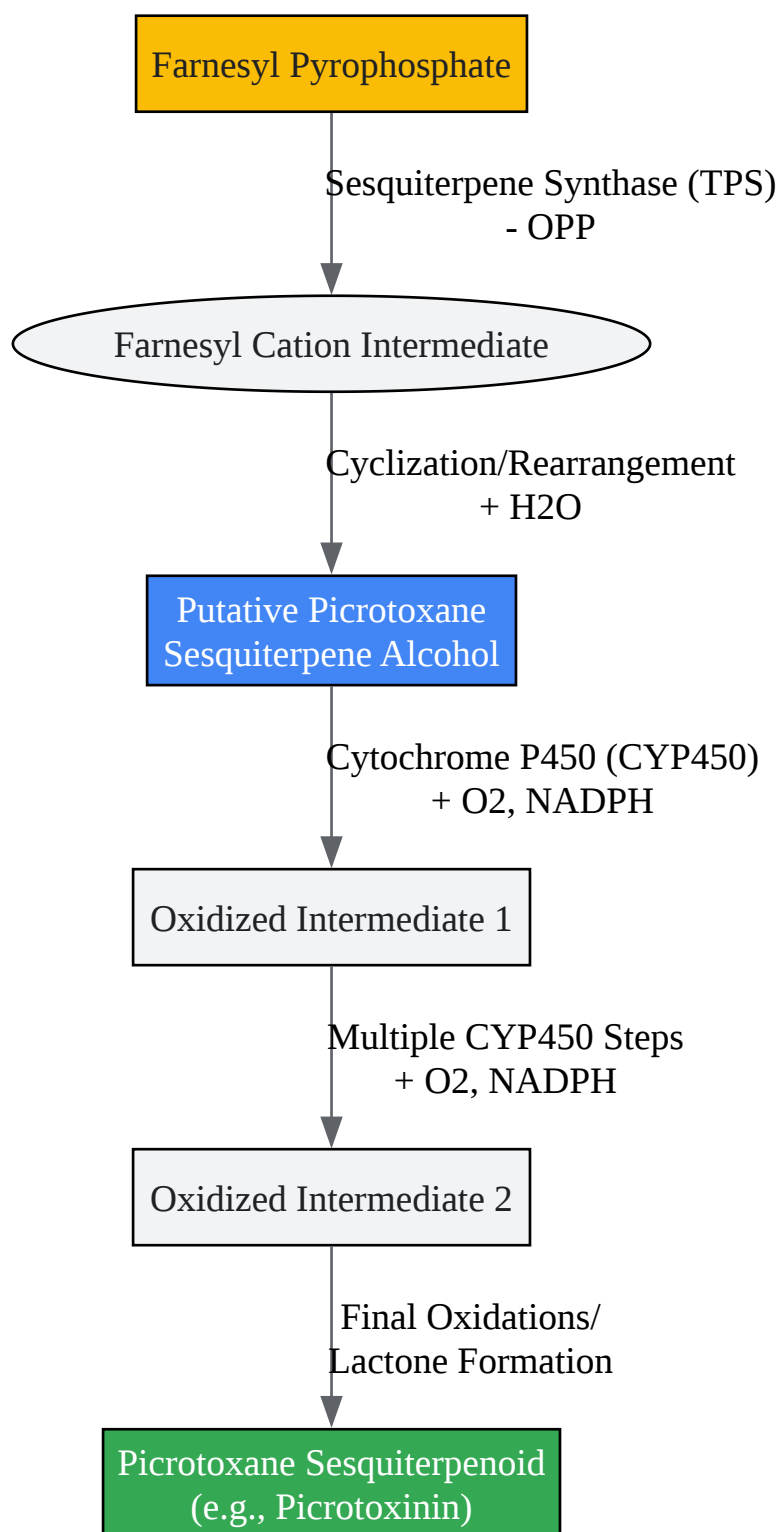 Farnesyl Pyrophosphate
Sesquiterpene Synthase (TPS)
- OPP
Farnesyl Cation Intermediate
Cyclization/Rearrangement
+ H2O
Putative Picrotoxane
Sesquiterpene Alcohol
Cytochrome P450 (CYP450)
+ O2, NADPH
Oxidized Intermediate 1
Multiple CYP450 Steps
+ O2, NADPH
Oxidized Intermediate 2
Final Oxidations/
Lactone Formation
Picrotoxane Sesquiterpenoid
(e.g., Picrotoxinin)